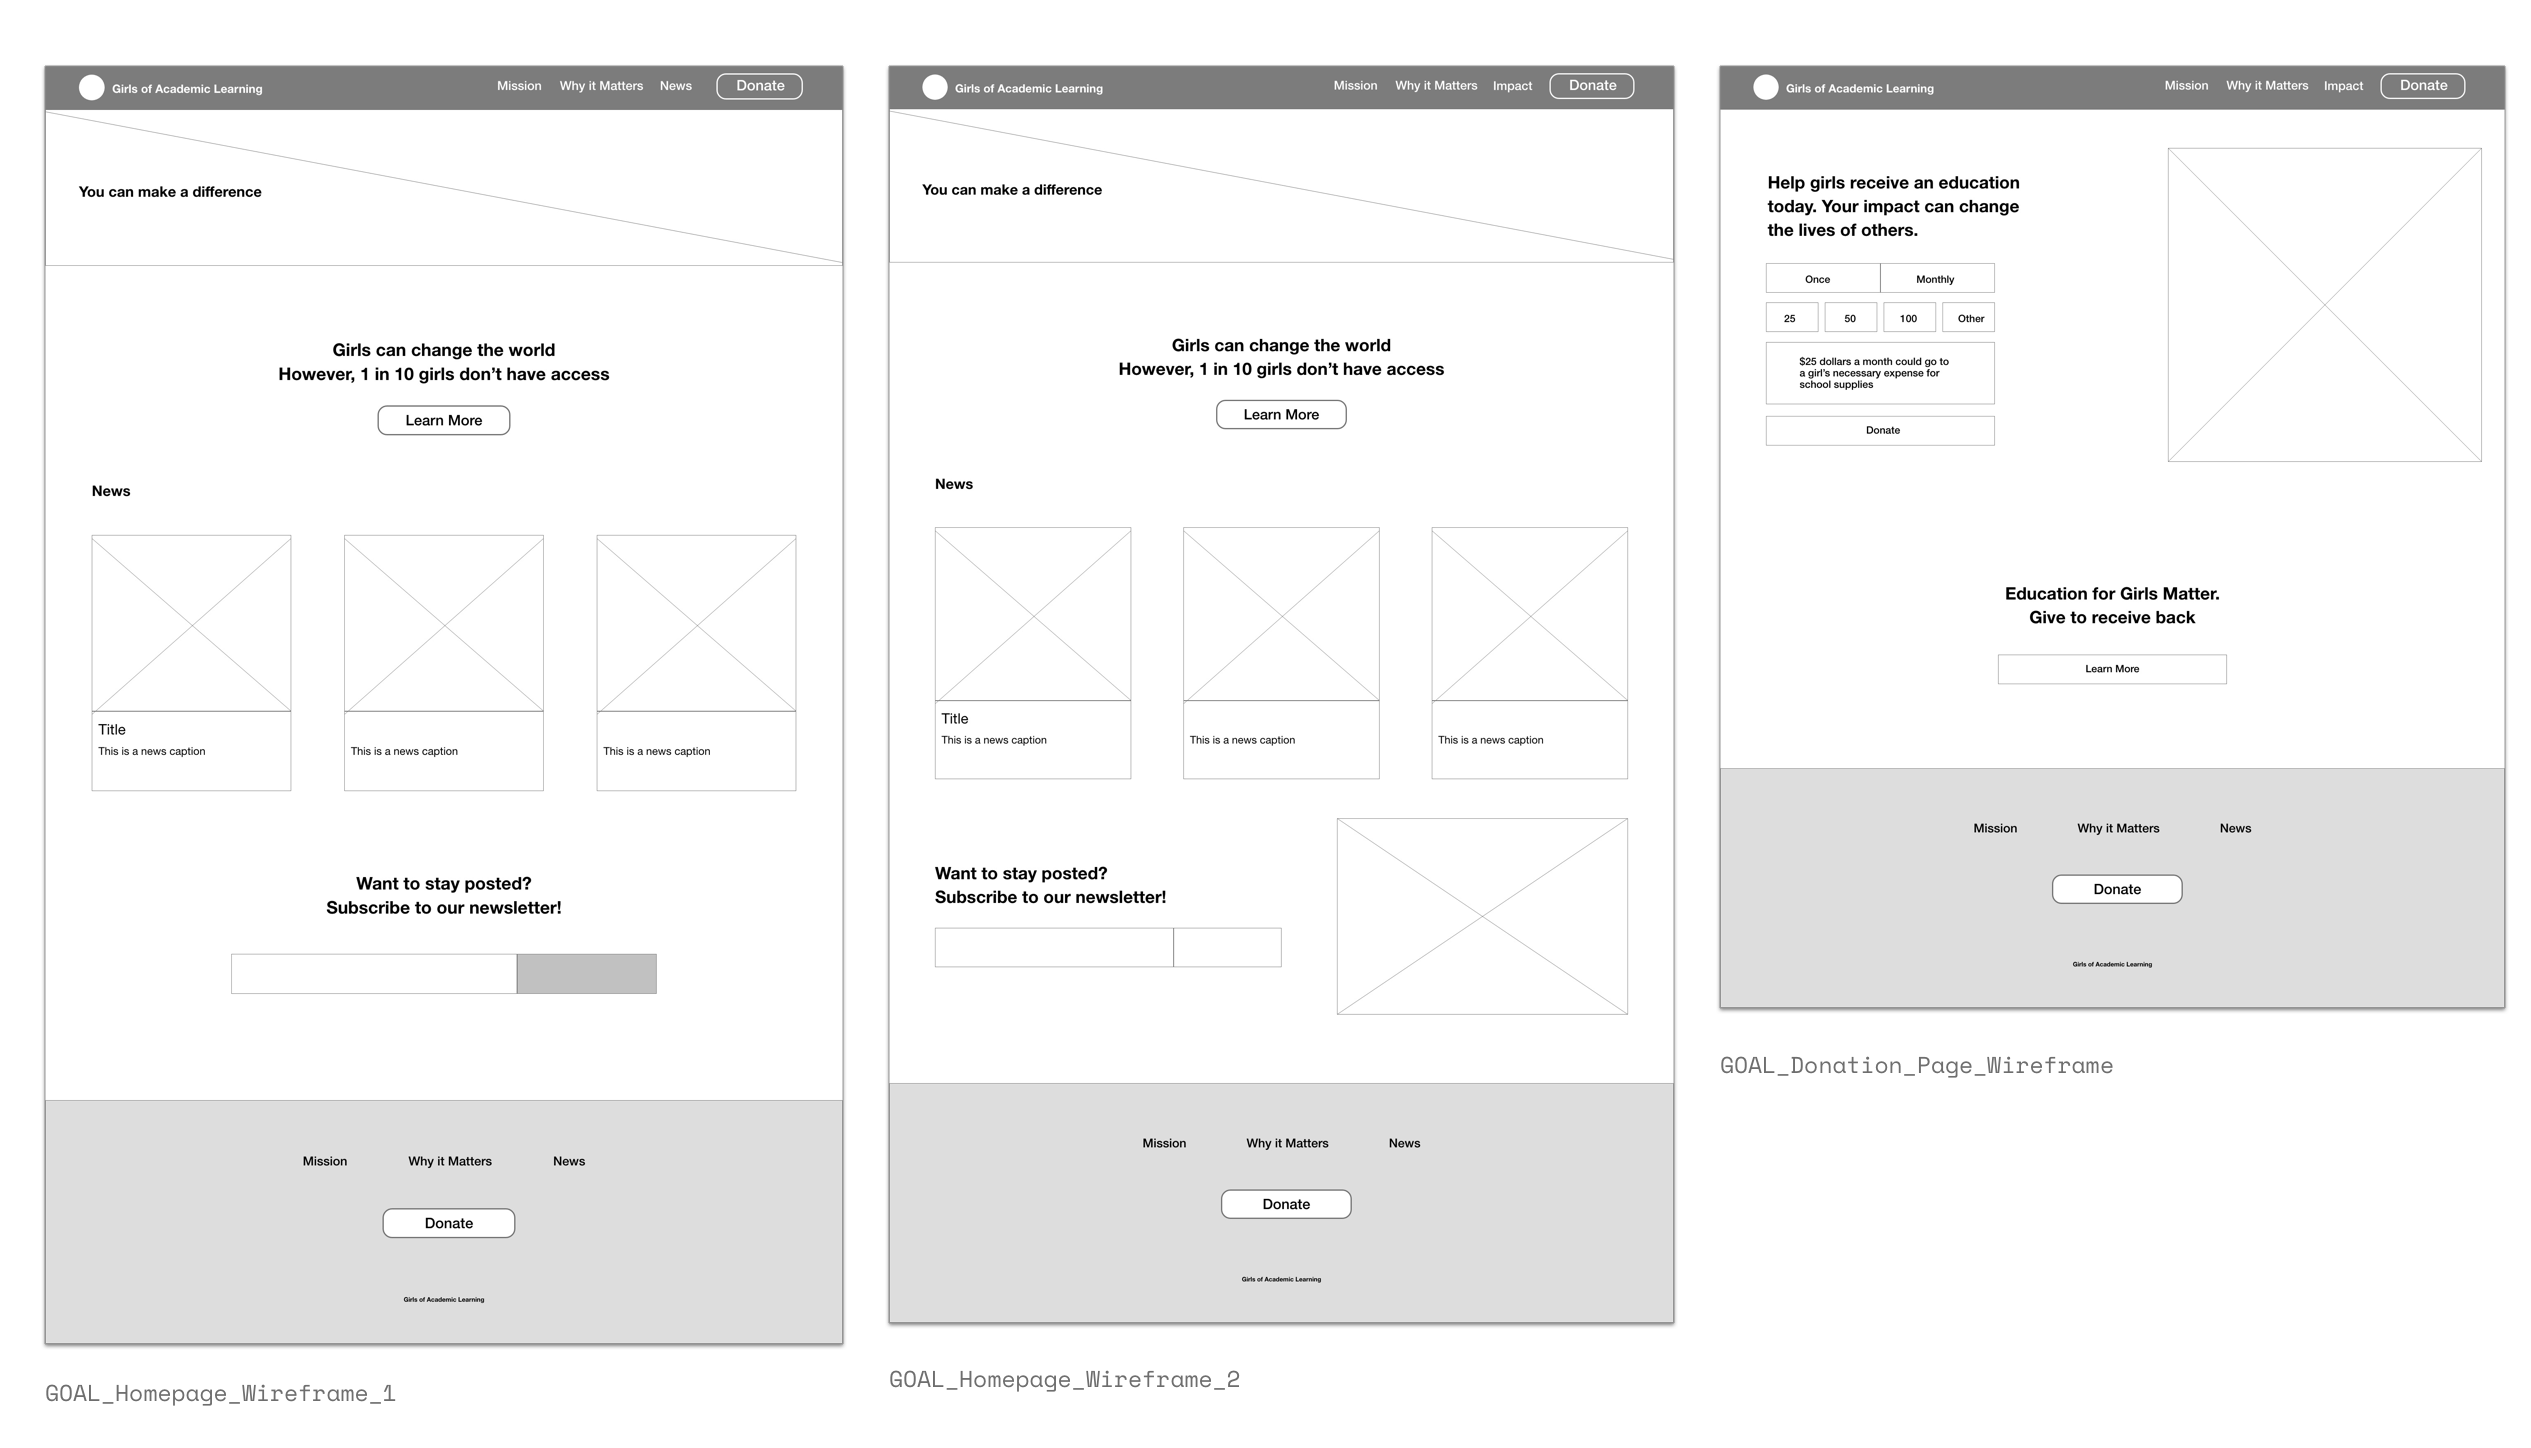 Girls of Academic Learning
Mission Why it Matters News Donate
You can make a difference
Girls can change the world
However, 1 in 10 girls don’t have access
Learn More
News
Title
This is a news caption This is a news caption This is a news caption
Want to stay posted?
Subscribe to our newsletter!
Mission Why it Matters News
Donate
Girls of Academic Learning
GOAL_Homepage_Wireframe_1
Girls of Academic Learning
Mission Why it Matters Impact Donate
You can make a difference
Girls can change the world
However, 1 in 10 girls don’t have access
Learn More
News
Title
This is a news caption This is a news caption This is a news caption
Want to stay posted?
Subscribe to our newsletter!
Mission Why it Matters News
Donate
Girls of Academic Learning
GOAL_Homepage_Wireframe_2
Girls of Academic Learning
Mission Why it Matters Impact Donate
Help girls receive an education
today. Your impact can change
the lives of others.
Once Monthly
25 50 100 Other
$25 dollars a month could go to
a girl’s necessary expense for
school supplies
Donate
Education for Girls Matter.
Give to receive back
Learn More
Mission Why it Matters News
Donate
Girls of Academic Learning
GOAL_Donation_Page_Wireframe